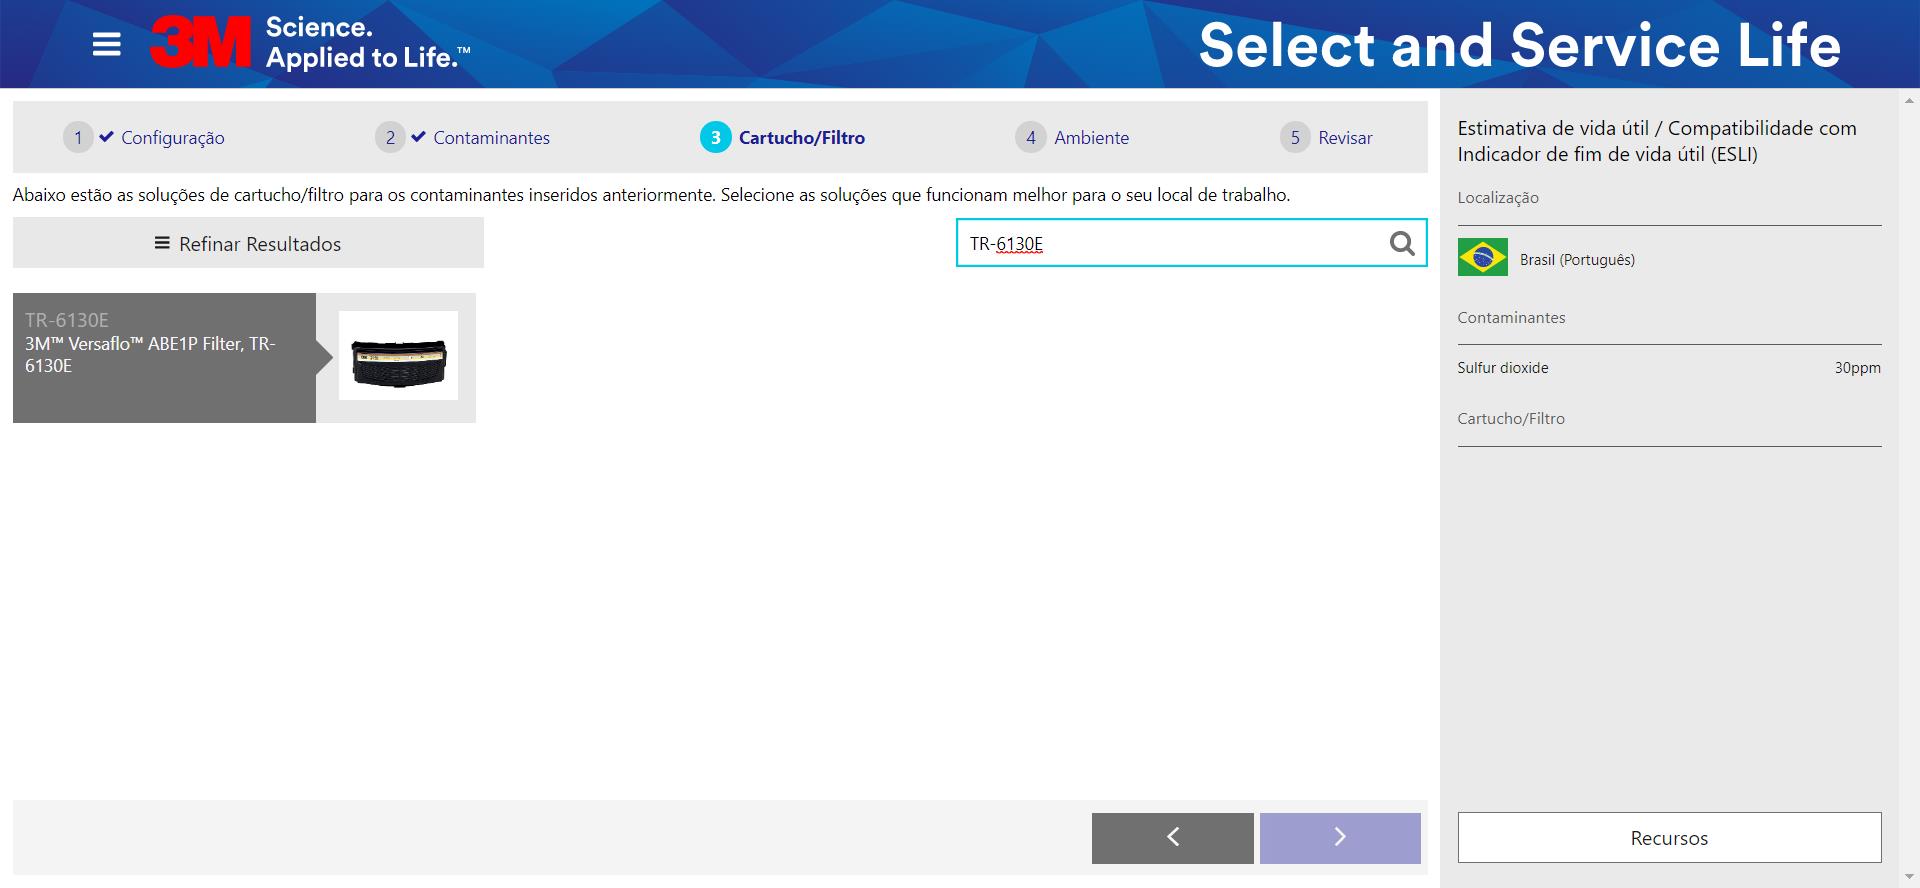 3M Science.
Applied to Life.™
Select and Service Life
1 Configuração
2 Contaminantes
3 Cartucho/Filtro
4 Ambiente
5 Revisar
Abaixo estão as soluções de cartucho/filtro para os contaminantes inseridos anteriormente. Selecione as soluções que funcionam melhor para o seu local de trabalho.
Refinar Resultados
TR-6130E
TR-6130E
3M™ Versaflo™ ABE1P Filter, TR-
6130E
Estimativa de vida útil / Compatibilidade com
Indicador de fim de vida útil (ESLI)
Localização
Brasil (Português)
Contaminantes
Sulfur dioxide 30ppm
Cartucho/Filtro
Recursos